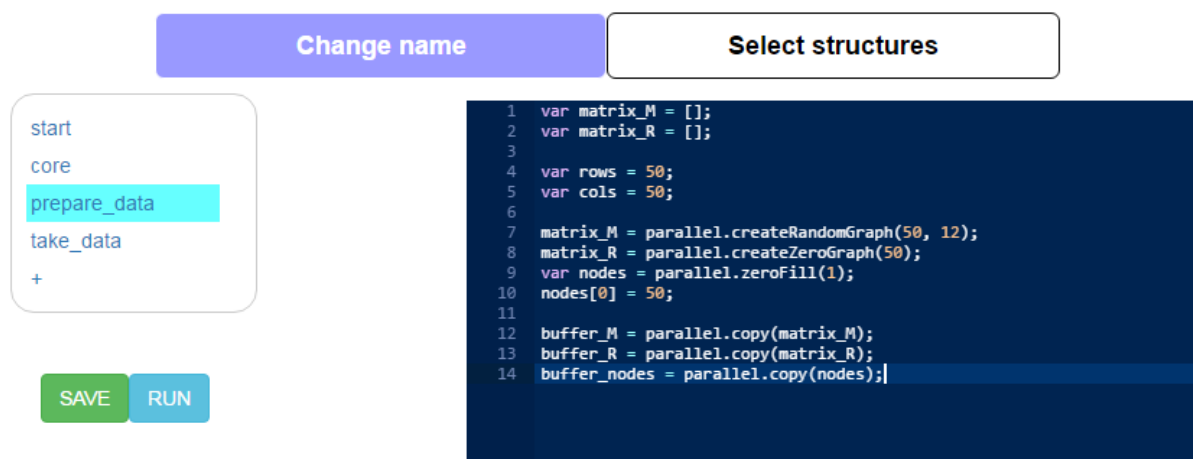 Change name
Select structures
start
core
prepare_data
take_data
+
SAVE
RUN
1 var matrix_M = [];
2 var matrix_R = [];
3
4 var rows = 50;
5 var cols = 50;
6
7 matrix_M = parallel.createRandomGraph(50, 12);
8 matrix_R = parallel.createZeroGraph(50);
9 var nodes = parallel.zeroFill(1);
10 nodes[0] = 50;
11
12 buffer_M = parallel.copy(matrix_M);
13 buffer_R = parallel.copy(matrix_R);
14 buffer_nodes = parallel.copy(nodes);